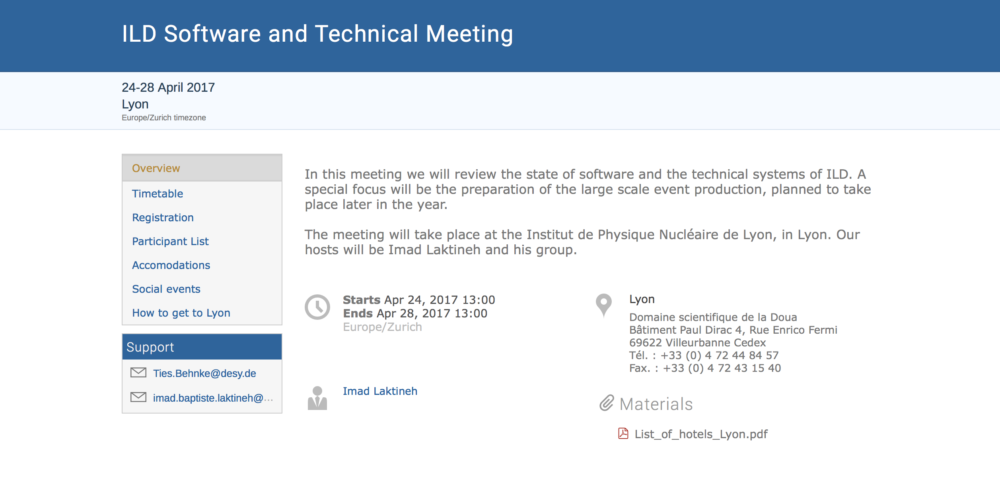 ILD Software and Technical Meeting
24-28 April 2017
Lyon
Europe/Zurich timezone
Overview
Timetable
Registration
Participant List
Accomodations
Social events
How to get to Lyon
Support
Ties.Behnke@desy.de
imad.baptiste.laktineh@...
In this meeting we will review the state of software and the technical systems of ILD. A
special focus will be the preparation of the large scale event production, planned to take
place later in the year.
The meeting will take place at the Institut de Physique Nucléaire de Lyon, in Lyon. Our
hosts will be Imad Laktineh and his group.
Starts Apr 24, 2017 13:00
Ends Apr 28, 2017 13:00
Europe/Zurich
Lyon
Domaine scientifique de la Doua
Bâtiment Paul Dirac 4, Rue Enrico Fermi
69622 Villeurbanne Cedex
Tél. : +33 (0) 4 72 44 84 57
Fax. : +33 (0) 4 72 43 15 40
Imad Laktineh
Materials
List_of_hotels_Lyon.pdf